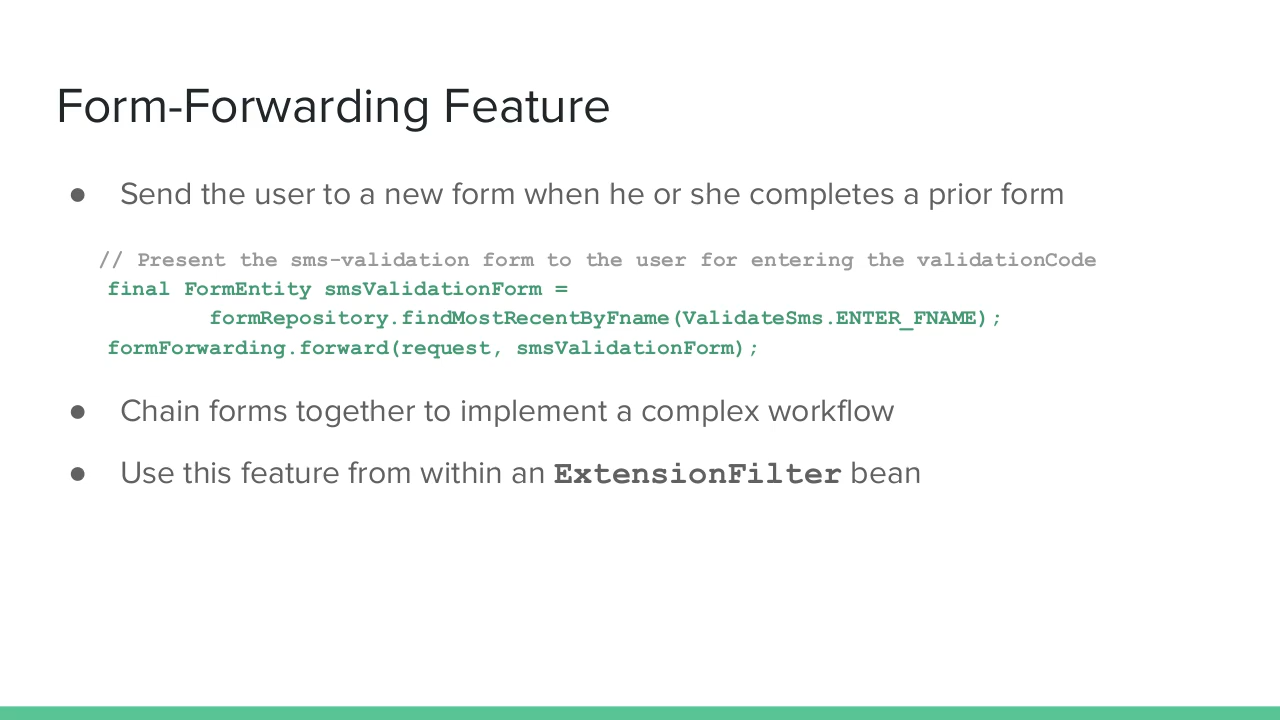 Form-Forwarding Feature
● Send the user to a new form when he or she completes a prior form
// Present the sms-validation form to the user for entering the validationCode
final FormEntity smsValidationForm =
formRepository.findMostRecentByFname(ValidateSms.ENTER_FNAME);
formForwarding.forward(request, smsValidationForm);
● Chain forms together to implement a complex workflow
● Use this feature from within an ExtensionFilter bean